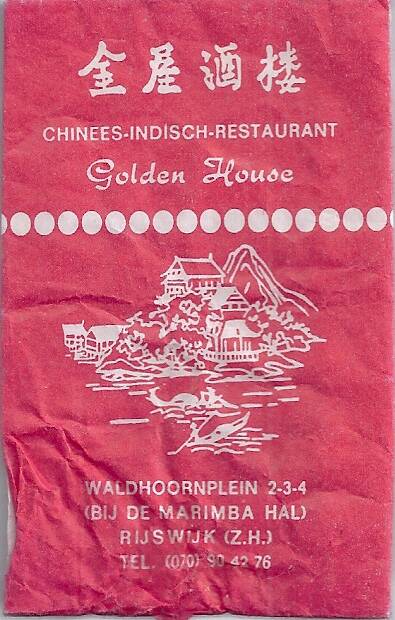 金屋酒楼
CHINEES-INDISCH-RESTAURANT
Golden House
WALDHOORNPLEIN 2-3-4
(BIJ DE MARIMBA HAL)
RIJSWIJK (Z.H.)
TEL. (070) 90 42 76